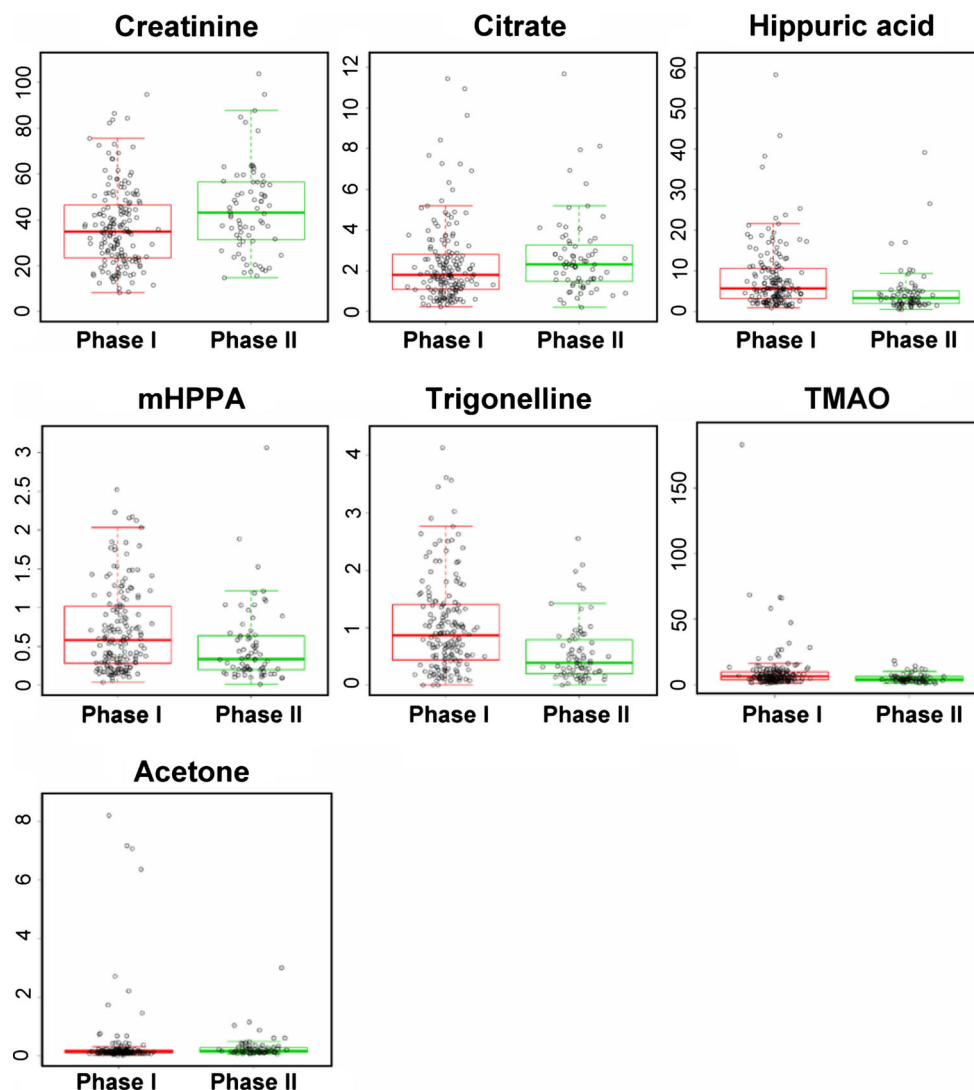 Creatinine
100
80
60
40
20
0
Phase I Phase II
Citrate
12
10
8
6
4
2
0
Phase I Phase II
Hippuric acid
60
50
40
30
20
10
0
Phase I Phase II
mHPPA
3
2.5
2
1.5
1
0.5
0
Phase I Phase II
Trigonelline
4
3
2
1
0
Phase I Phase II
TMAO
150
100
50
0
Phase I Phase II
Acetone
8
6
4
2
0
Phase I Phase II